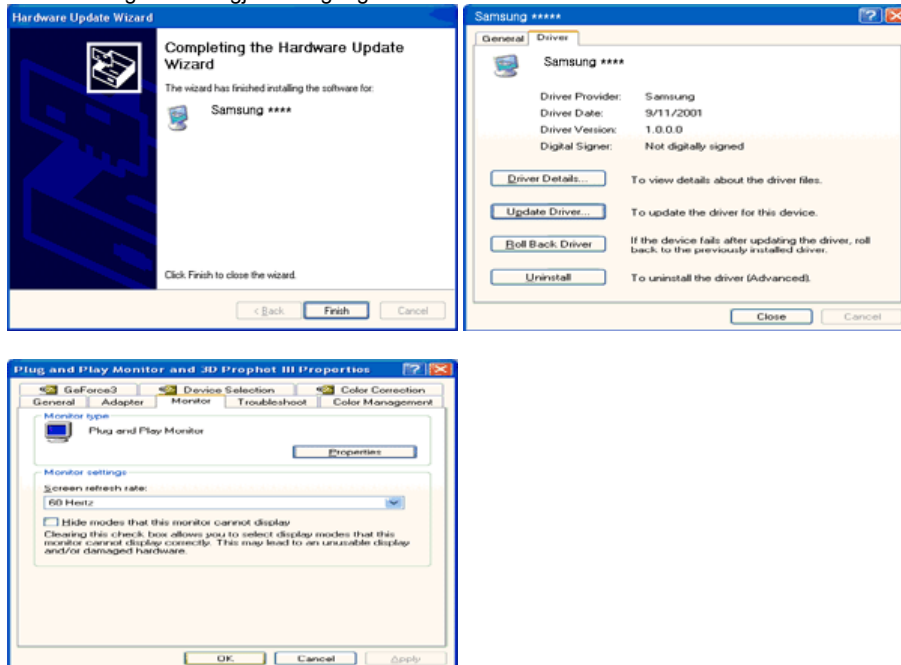 Hardware Update Wizard
Completing the Hardware Update
Wizard
The wizard has finished installing the software for:
Samsung ****
Click Finish to close the wizard.
< Back
Finish
Cancel
Samsung *****
General
Driver
Samsung ****
Driver Provider: Samsung
Driver Date: 9/11/2001
Driver Version: 1.0.0.0
Digital Signer: Not digitally signed
Driver Details... To view details about the driver files.
Update Driver... To update the driver for this device.
Roll Back Driver If the device fails after updating the driver, roll
back to the previously installed driver.
Uninstall To uninstall the driver (Advanced).
Close
Cancel
Plug and Play Monitor and 3D Prophet III Properties
GeForce3 Device Selection Color Correction
General Adapter Monitor Troubleshoot Color Management
Monitor type
Plug and Play Monitor
Properties
Monitor settings
Screen refresh rate:
60 Hertz
Hide modes that this monitor cannot display
Clearing this check box allows you to select display modes that this
monitor cannot display correctly. This may lead to an unusable display
and/or damaged hardware.
OK
Cancel
Apply